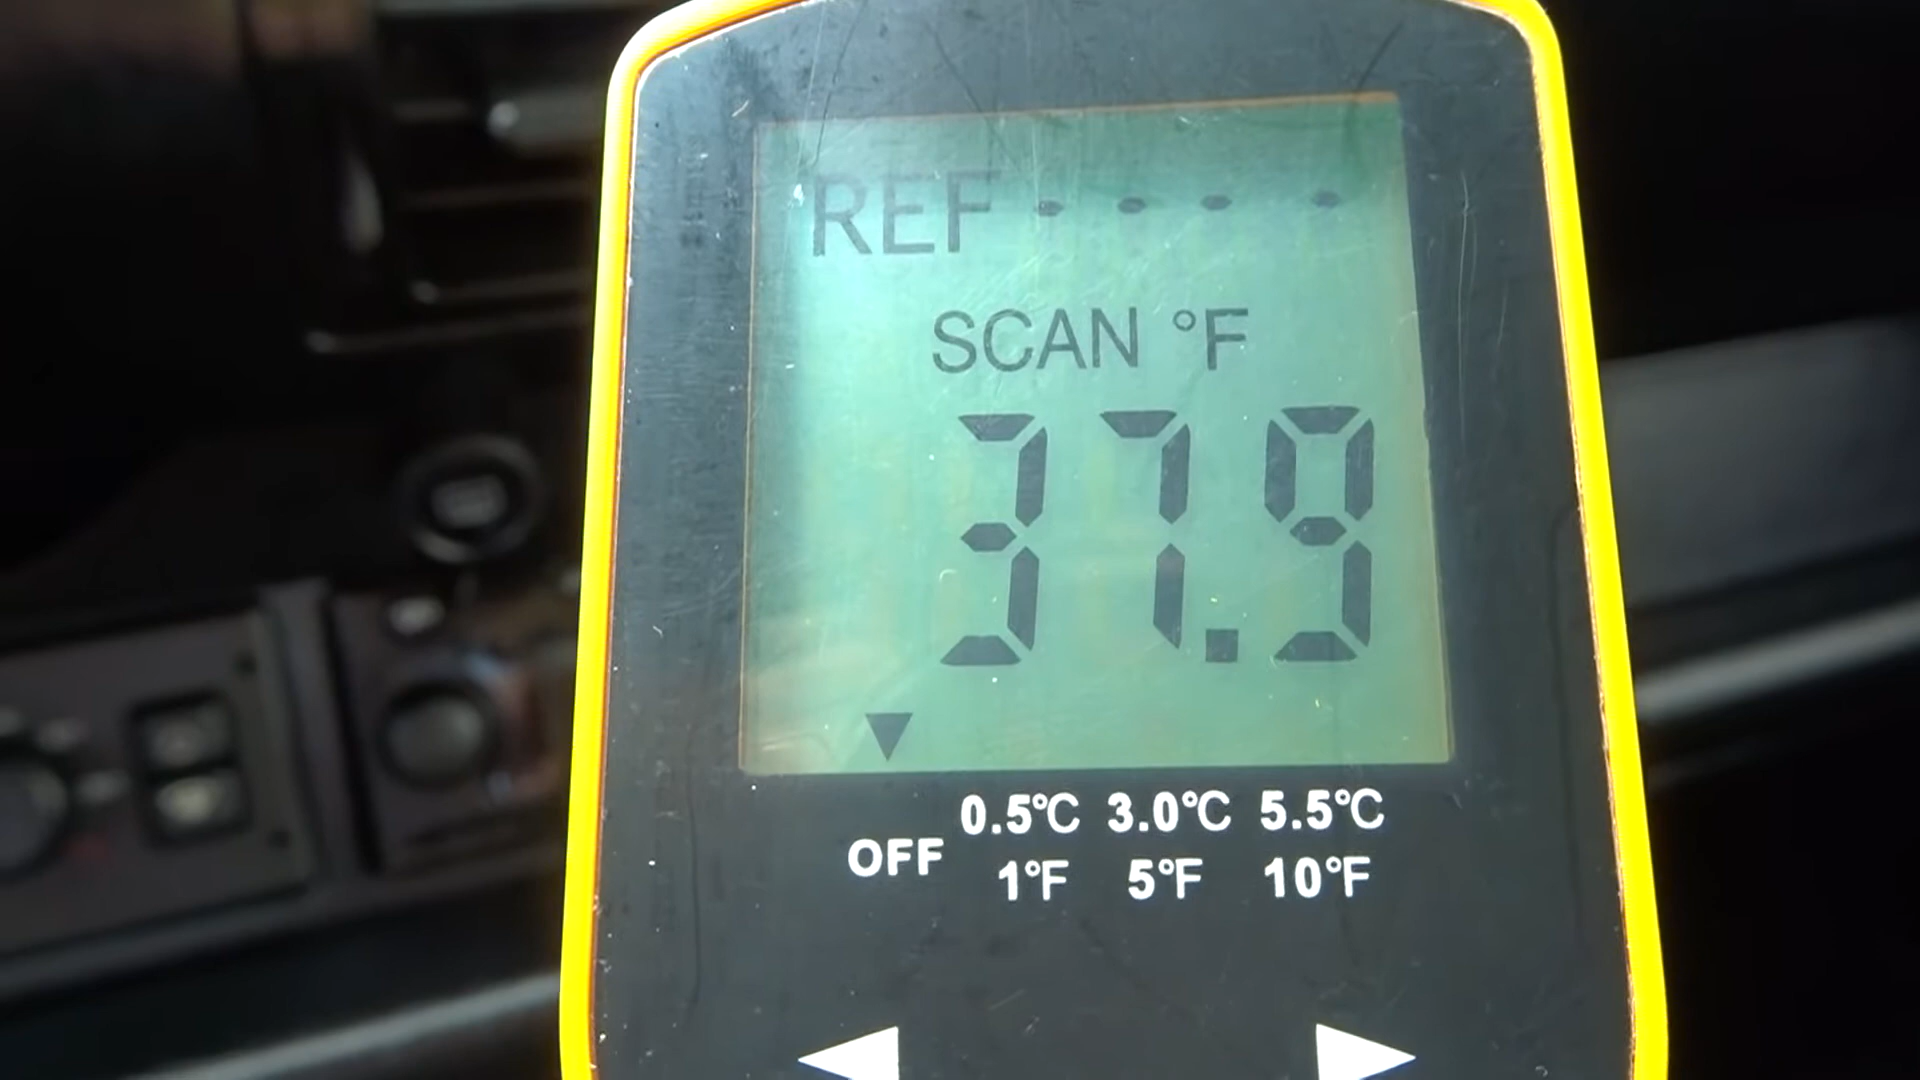 REF - - - -
SCAN °F
37.9
▼
0.5℃ 3.0℃ 5.5℃
OFF 1℉ 5℉ 10℉